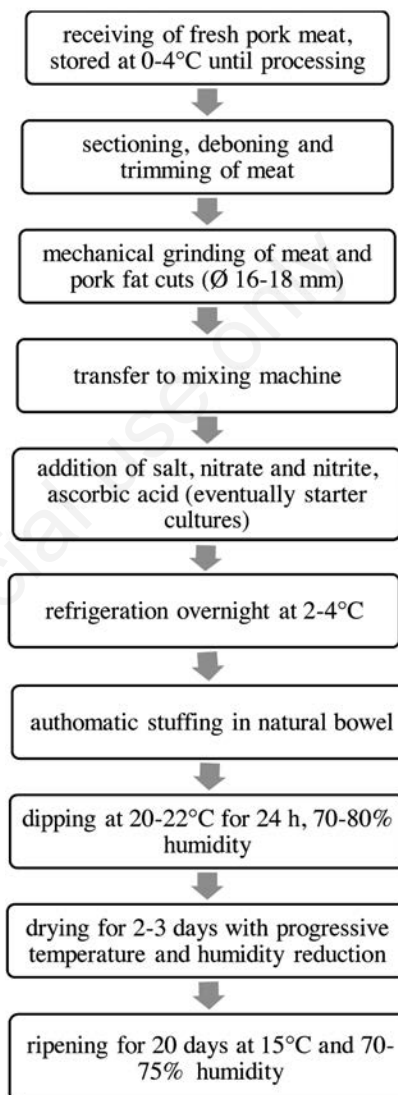 receiving of fresh pork meat,
stored at 0-4°C until processing
sectioning, deboning and
trimming of meat
mechanical grinding of meat and
pork fat cuts (Ø 16-18 mm)
transfer to mixing machine
addition of salt, nitrate and nitrite,
ascorbic acid (eventually starter
cultures)
refrigeration overnight at 2-4°C
authomatic stuffing in natural bowel
dipping at 20-22°C for 24 h, 70-80%
humidity
drying for 2-3 days with progressive
temperature and humidity reduction
ripening for 20 days at 15°C and 70-
75% humidity
cial use only